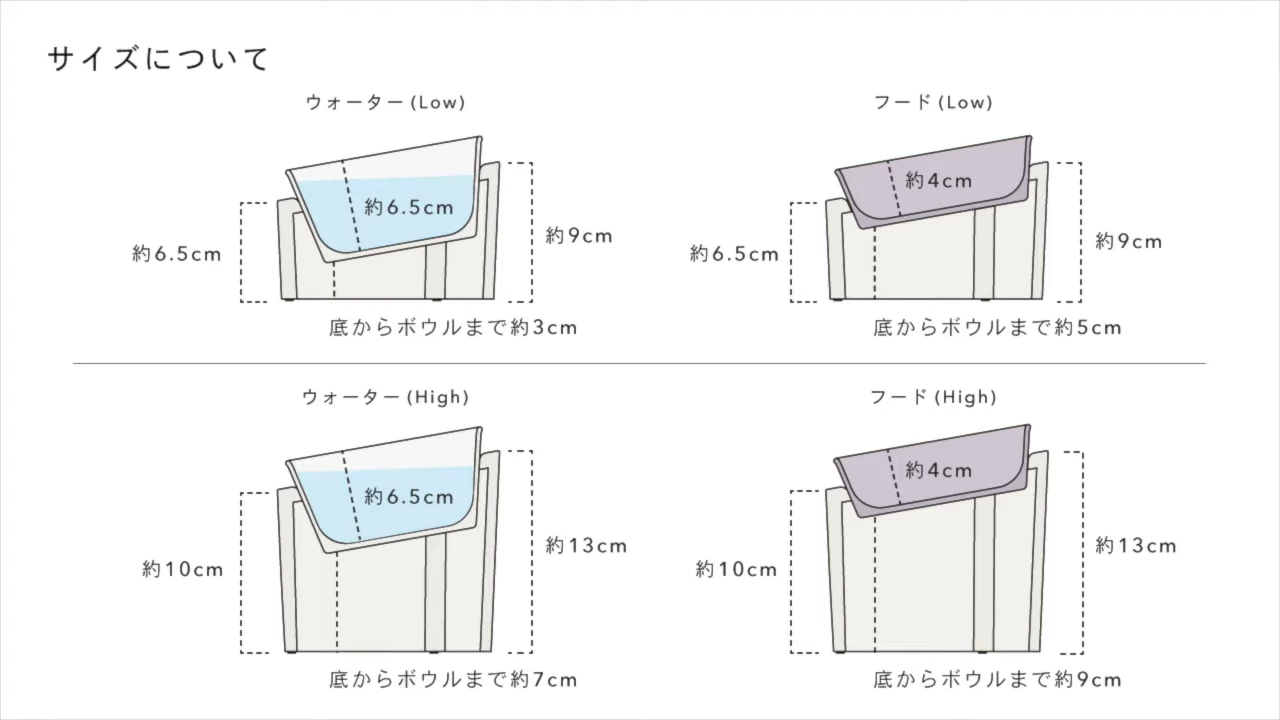 サイズについて
ウォーター(Low)
約6.5cm
約6.5cm
約9cm
底からボウルまで約3cm
フード(Low)
約4cm
約6.5cm
約9cm
底からボウルまで約5cm
ウォーター(High)
約6.5cm
約10cm
約13cm
底からボウルまで約7cm
フード(High)
約4cm
約10cm
約13cm
底からボウルまで約9cm